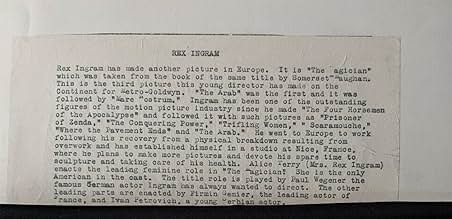 REX INGRAM
Rex Ingram has made another picture in Europe. It is "The agician"
which was taken from the book of the same title by Somerset aughan.
This is the third picture this young director has made on the
Continent for Metro-Goldwyn. "The Arab" was the first and it was
followed by "Mare Nostrum," Ingram has been one of the outstanding
figures of the motion picture industry since he made "The Four Horsemen
of the Apocalypse" and followed it with such pictures as "Prisoner
of Zenda," "The Conquering Power," "Trifling Women," "Scaramouche,"
"Where the Pavement Ends" and "The Arab." He went to Europe to work
following his recovery from a physical breakdown resulting from
overwork and has established himself in a studio at Nice, France,
where he plans to make more pictures and devote his spare time to
sculpture and taking care of his health. Alice Terry (Mrs. Rex Ingram)
enacts the leading feminine role in "The agician! She is the only
American in the cast. The title role is played by Paul Wegener the
famous German actor Ingram has always wanted to direct. The other
leading parts are enacted by Firmin Gemier, the leading actor of
France, and Iwan Petrovich, a young Serbian actor.